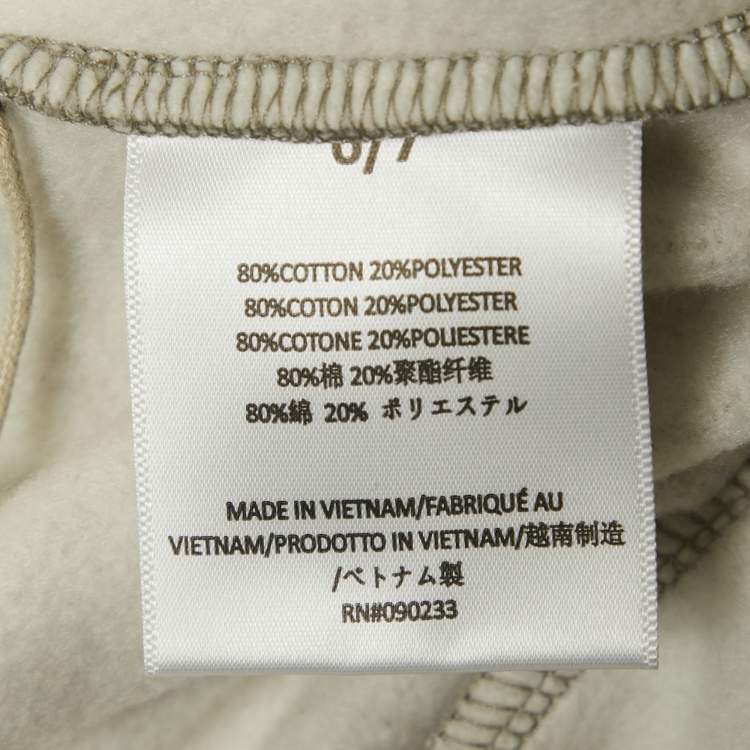 6/7
80%COTTON 20%POLYESTER
80%COTON 20%POLYESTER
80%COTONE 20%POLIESTERE
80%棉 20%聚酯纤维
80%綿 20% ポリエステル
MADE IN VIETNAM/FABRIQUÉ AU
VIETNAM/PRODOTTO IN VIETNAM/越南制造
/ベトナム製
RN#090233